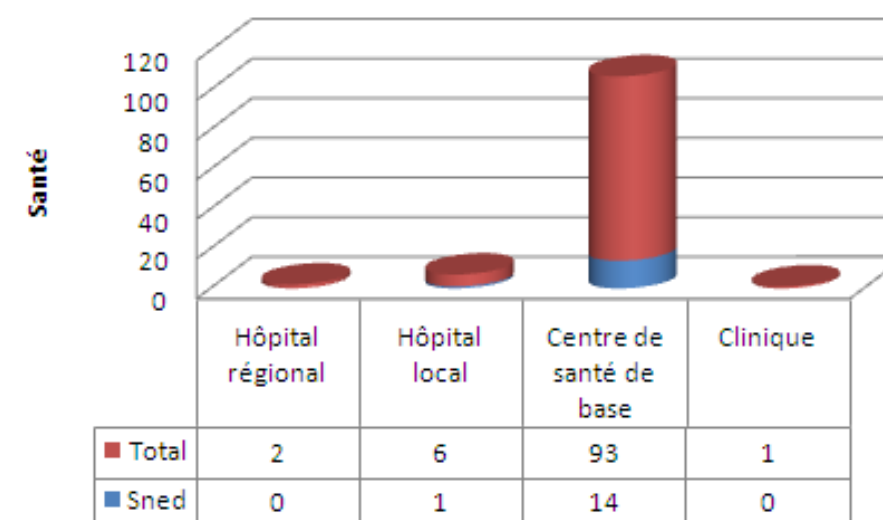 Santé
120
100
80
60
40
20
0
Hôpital régional
Hôpital local
Centre de santé de base
Clinique
Total 2 6 93 1
Sned 0 1 14 0